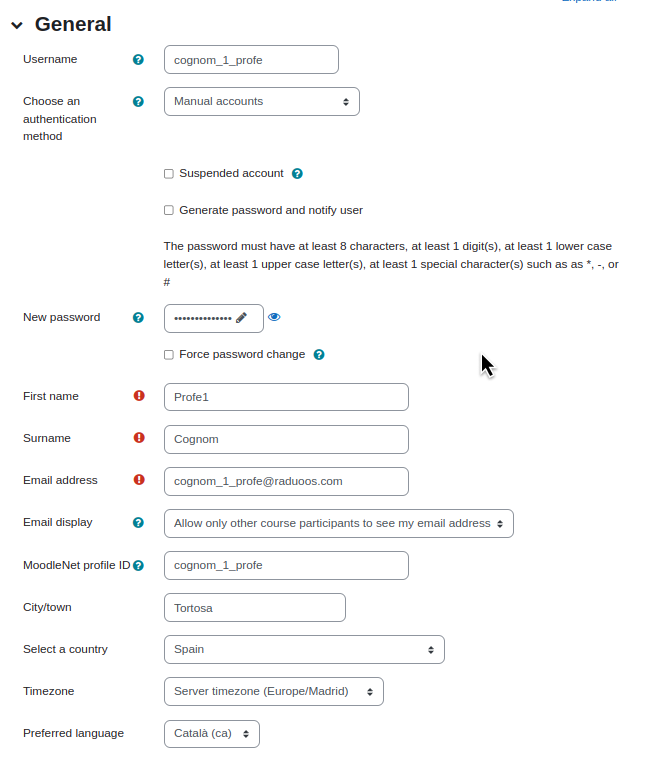 General
Username
cognom_1_profe
Choose an
authentication
method
Manual accounts
Suspended account
Generate password and notify user
The password must have at least 8 characters, at least 1 digit(s), at least 1 lower case
letter(s), at least 1 upper case letter(s), at least 1 special character(s) such as as *, -, or
#
New password
••••••••••••••
Force password change
First name
Profe1
Surname
Cognom
Email address
cognom_1_profe@raduoos.com
Email display
Allow only other course participants to see my email address
MoodleNet profile ID
cognom_1_profe
City/town
Tortosa
Select a country
Spain
Timezone
Server timezone (Europe/Madrid)
Preferred language
Català (ca)